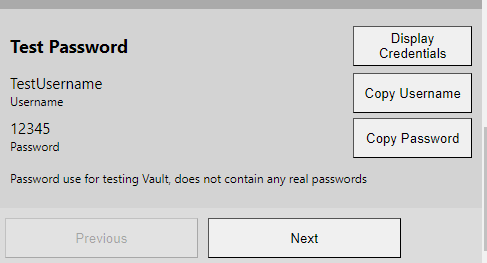 Test Password
Display
Credentials
TestUsername
Username
Copy Username
12345
Password
Copy Password
Password use for testing Vault, does not contain any real passwords
Previous
Next